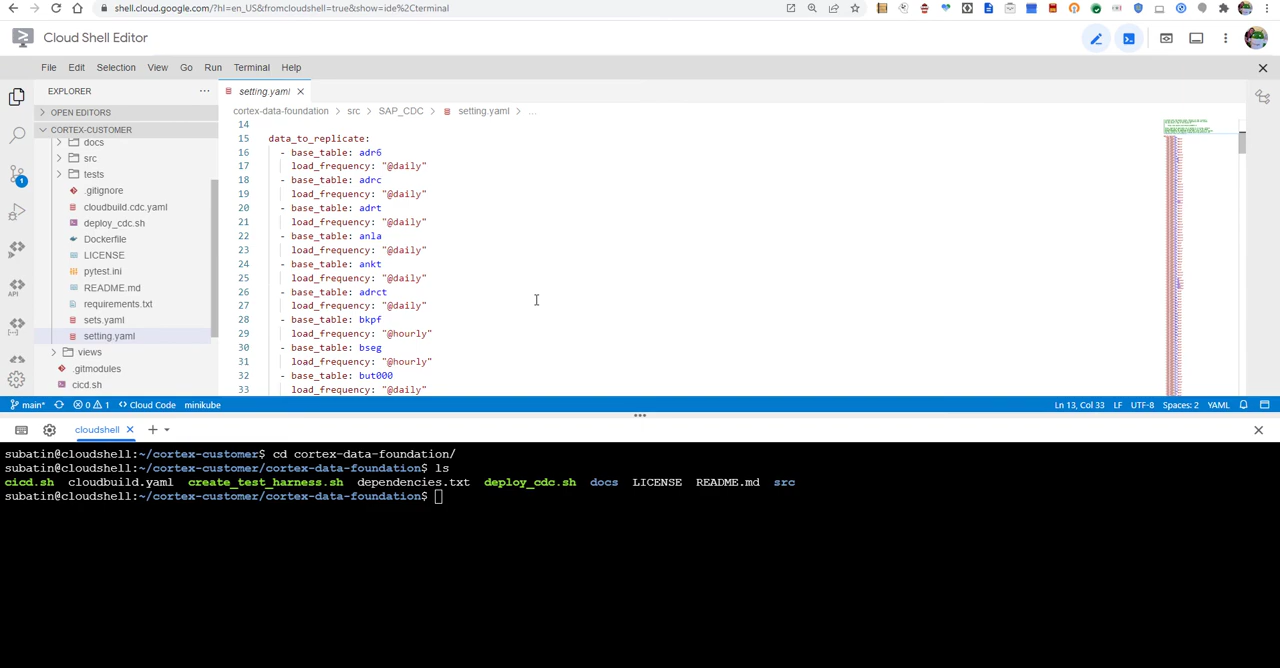 shell.cloud.google.com/?hl=en_US&fromcloudshell=true&show=ide%2Cterminal
Cloud Shell Editor
File Edit Selection View Go Run Terminal Help
EXPLORER
OPEN EDITORS
CORTEX-CUSTOMER
docs
src
tests
.gitignore
cloudbuild.cdc.yaml
deploy_cdc.sh
Dockerfile
LICENSE
pytest.ini
README.md
requirements.txt
sets.yaml
setting.yaml
views
.gitmodules
cicd.sh
1
API
setting.yaml
cortex-data-foundation > src > SAP_CDC > setting.yaml > ...
14
15 data_to_replicate:
16 - base_table: adr6
17 load_frequency: "@daily"
18 - base_table: adrc
19 load_frequency: "@daily"
20 - base_table: adrt
21 load_frequency: "@daily"
22 - base_table: anla
23 load_frequency: "@daily"
24 - base_table: ankt
25 load_frequency: "@daily"
26 - base_table: adrct
27 load_frequency: "@daily"
28 - base_table: bkpf
29 load_frequency: "@hourly"
30 - base_table: bseg
31 load_frequency: "@hourly"
32 - base_table: but000
33 load_frequency: "@daily"
main* 0 1 Cloud Code minikube Ln 13, Col 33 LF UTF-8 Spaces: 2 YAML
cloudshell
subatin@cloudshell:~/cortex-customer$ cd cortex-data-foundation/
subatin@cloudshell:~/cortex-customer/cortex-data-foundation$ ls
cicd.sh cloudbuild.yaml create_test_harness.sh dependencies.txt deploy_cdc.sh docs LICENSE README.md src
subatin@cloudshell:~/cortex-customer/cortex-data-foundation$